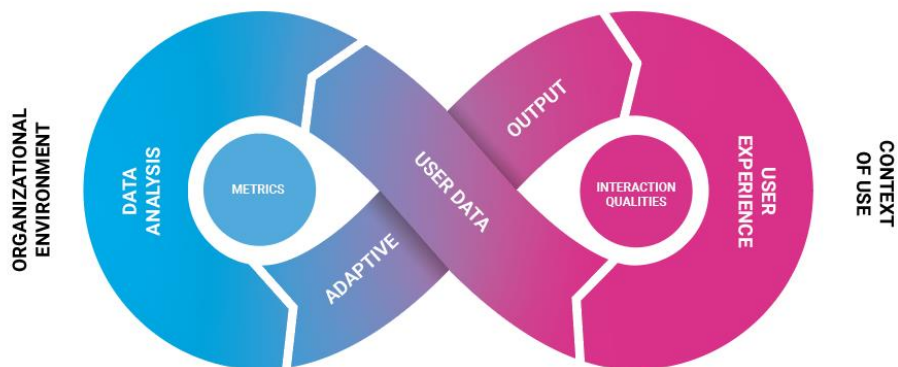 ORGANIZATIONAL
ENVIRONMENT
DATA
ANALYSIS
METRICS
ADAPTIVE
USER DATA
OUTPUT
INTERACTION
QUALITIES
USER
EXPERIENCE
CONTEXT
OF USE